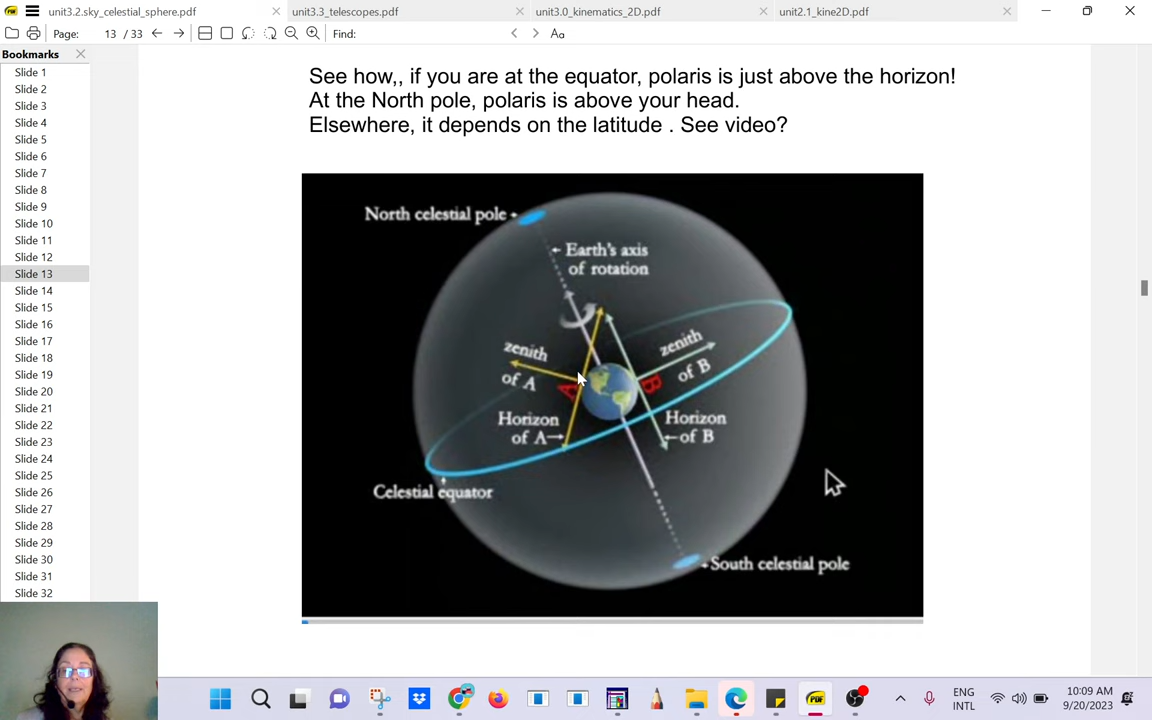 unit3.2.sky_celestial_sphere.pdf
unit3.3_telescopes.pdf
unit3.0_kinematics_2D.pdf
unit2.1_kine2D.pdf
Page: 13 / 33
Find:
Aa
Bookmarks
Slide 1
Slide 2
Slide 3
Slide 4
Slide 5
Slide 6
Slide 7
Slide 8
Slide 9
Slide 10
Slide 11
Slide 12
Slide 13
Slide 14
Slide 15
Slide 16
Slide 17
Slide 18
Slide 19
Slide 20
Slide 21
Slide 22
Slide 23
Slide 24
Slide 25
Slide 26
Slide 27
Slide 28
Slide 29
Slide 30
Slide 31
Slide 32
See how,, if you are at the equator, polaris is just above the horizon!
At the North pole, polaris is above your head.
Elsewhere, it depends on the latitude . See video?
North celestial pole
Earth's axis
of rotation
zenith
of A
zenith
of B
A
B
Horizon
of A
Horizon
of B
Celestial equator
South celestial pole
ENG
INTL
10:09 AM
9/20/2023